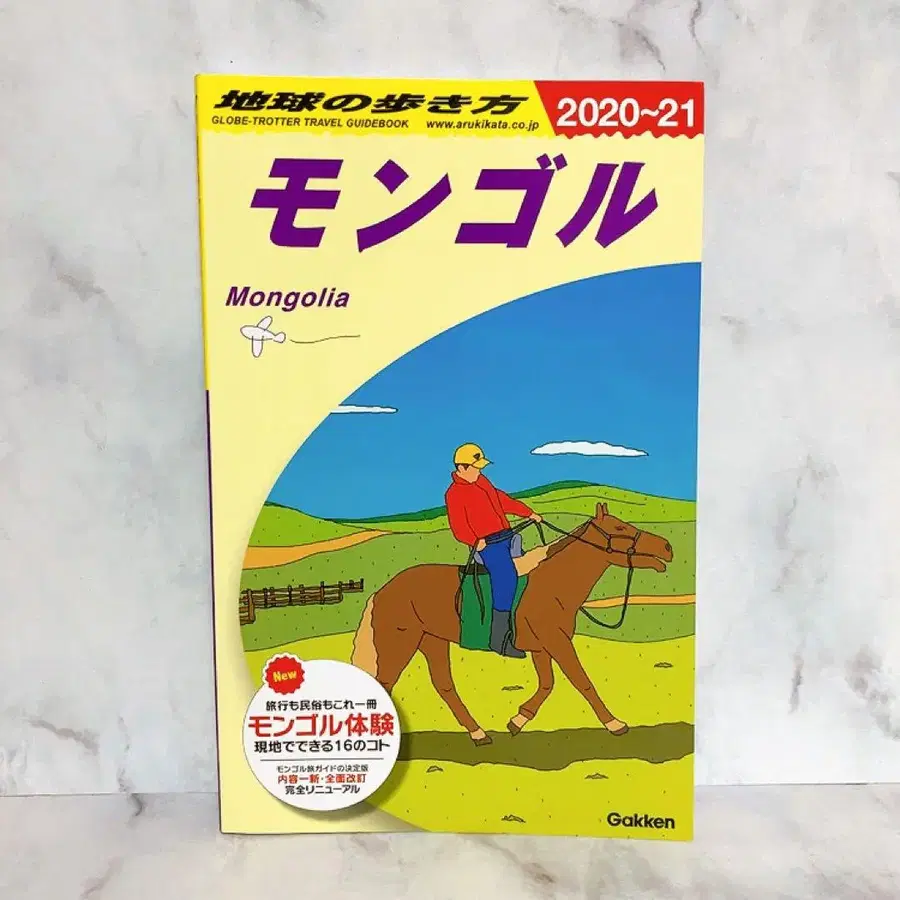 地球の歩き方
GLOBE-TROTTER TRAVEL GUIDEBOOK www.arukikata.co.jp
2020~21
モンゴル
Mongolia
New
旅行も民俗もこれ一冊
モンゴル体験
現地でできる16のコト
モンゴル旅ガイドの決定版
内容一新・全面改訂
完全リニューアル
Gakken